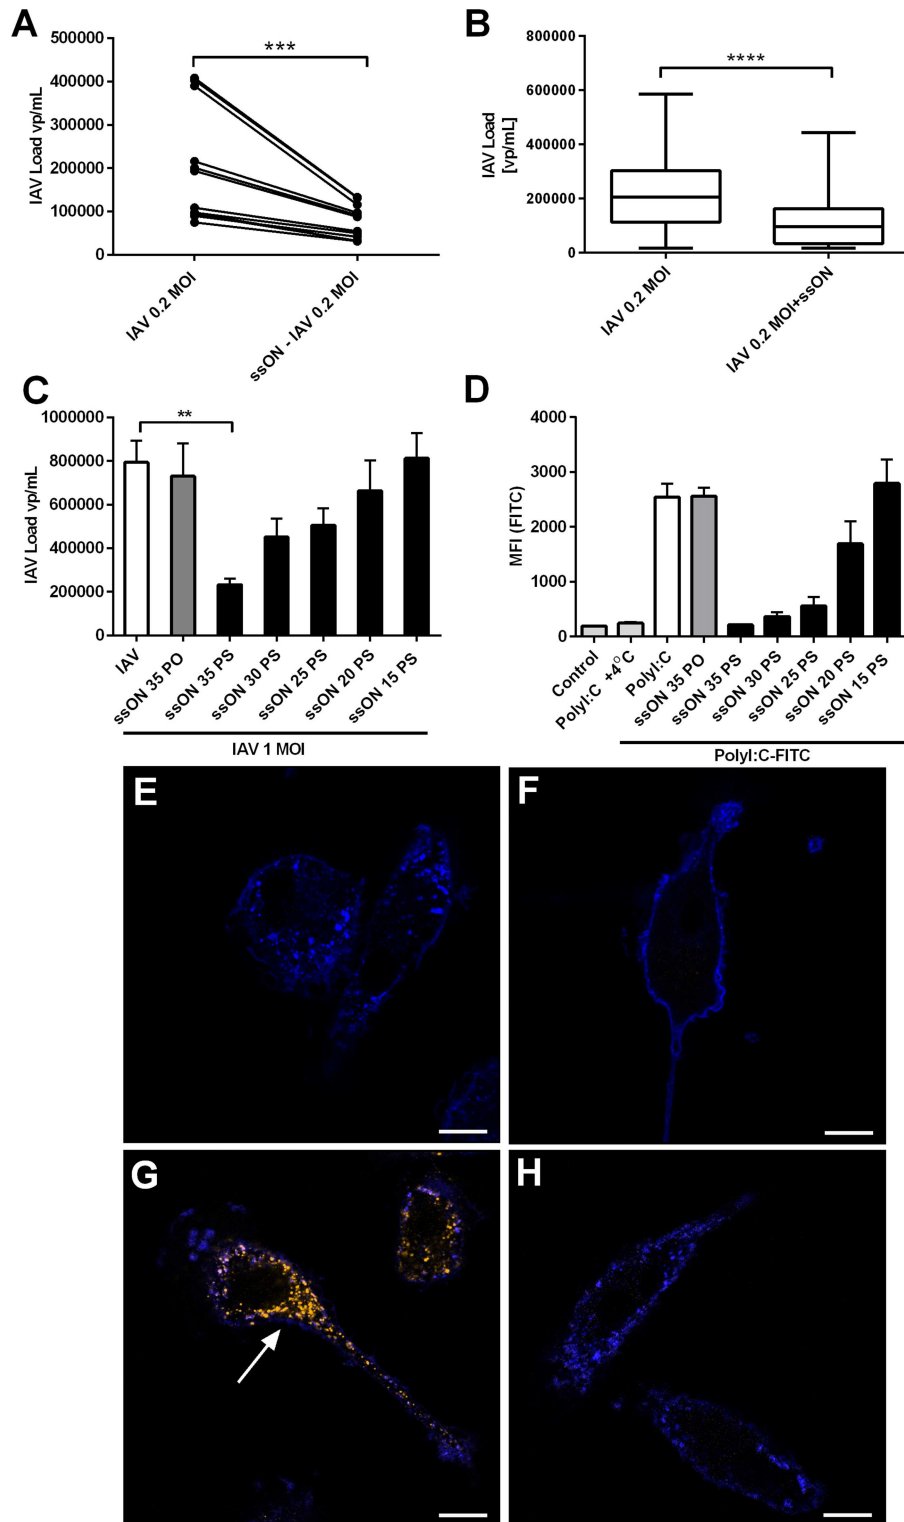 A
500000
400000
300000
200000
100000
0
IAV Load vp/mL
***
IAV 0.2 MOI
ssON - IAV 0.2 MOI
B
800000
600000
400000
200000
0
IAV Load
[vp/mL]
****
IAV 0.2 MOI
IAV 0.2 MOI+ssON
C
1000000
800000
600000
400000
200000
0
IAV Load vp/mL
**
IAV
ssON 35 PO
ssON 35 PS
ssON 30 PS
ssON 25 PS
ssON 20 PS
ssON 15 PS
IAV 1 MOI
D
4000
3000
2000
1000
0
MFI (FITC)
Control
PolyI:C +4°C
PolyI:C
ssON 35 PO
ssON 35 PS
ssON 30 PS
ssON 25 PS
ssON 20 PS
ssON 15 PS
PolyI:C-FITC
E
F
G
H